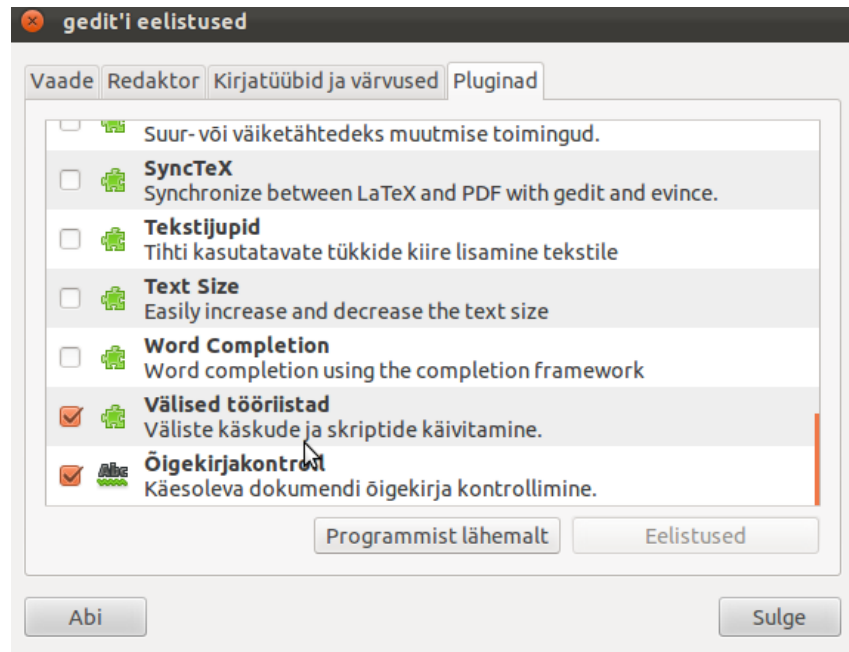 gedit'i eelistused
Vaade Redaktor Kirjatüübid ja värvused Pluginad
Suur- või väiketähtedeks muutmise toimingud.
SyncTeX
Synchronize between LaTeX and PDF with gedit and evince.
Tekstijupid
Tihti kasutatavate tükkide kiire lisamine tekstile
Text Size
Easily increase and decrease the text size
Word Completion
Word completion using the completion framework
Välised tööriistad
Väliste käskude ja skriptide käivitamine.
Abc Õigekirjakontroll
Käesoleva dokumendi õigekirja kontrollimine.
Programmist lähemalt Eelistused
Abi Sulge